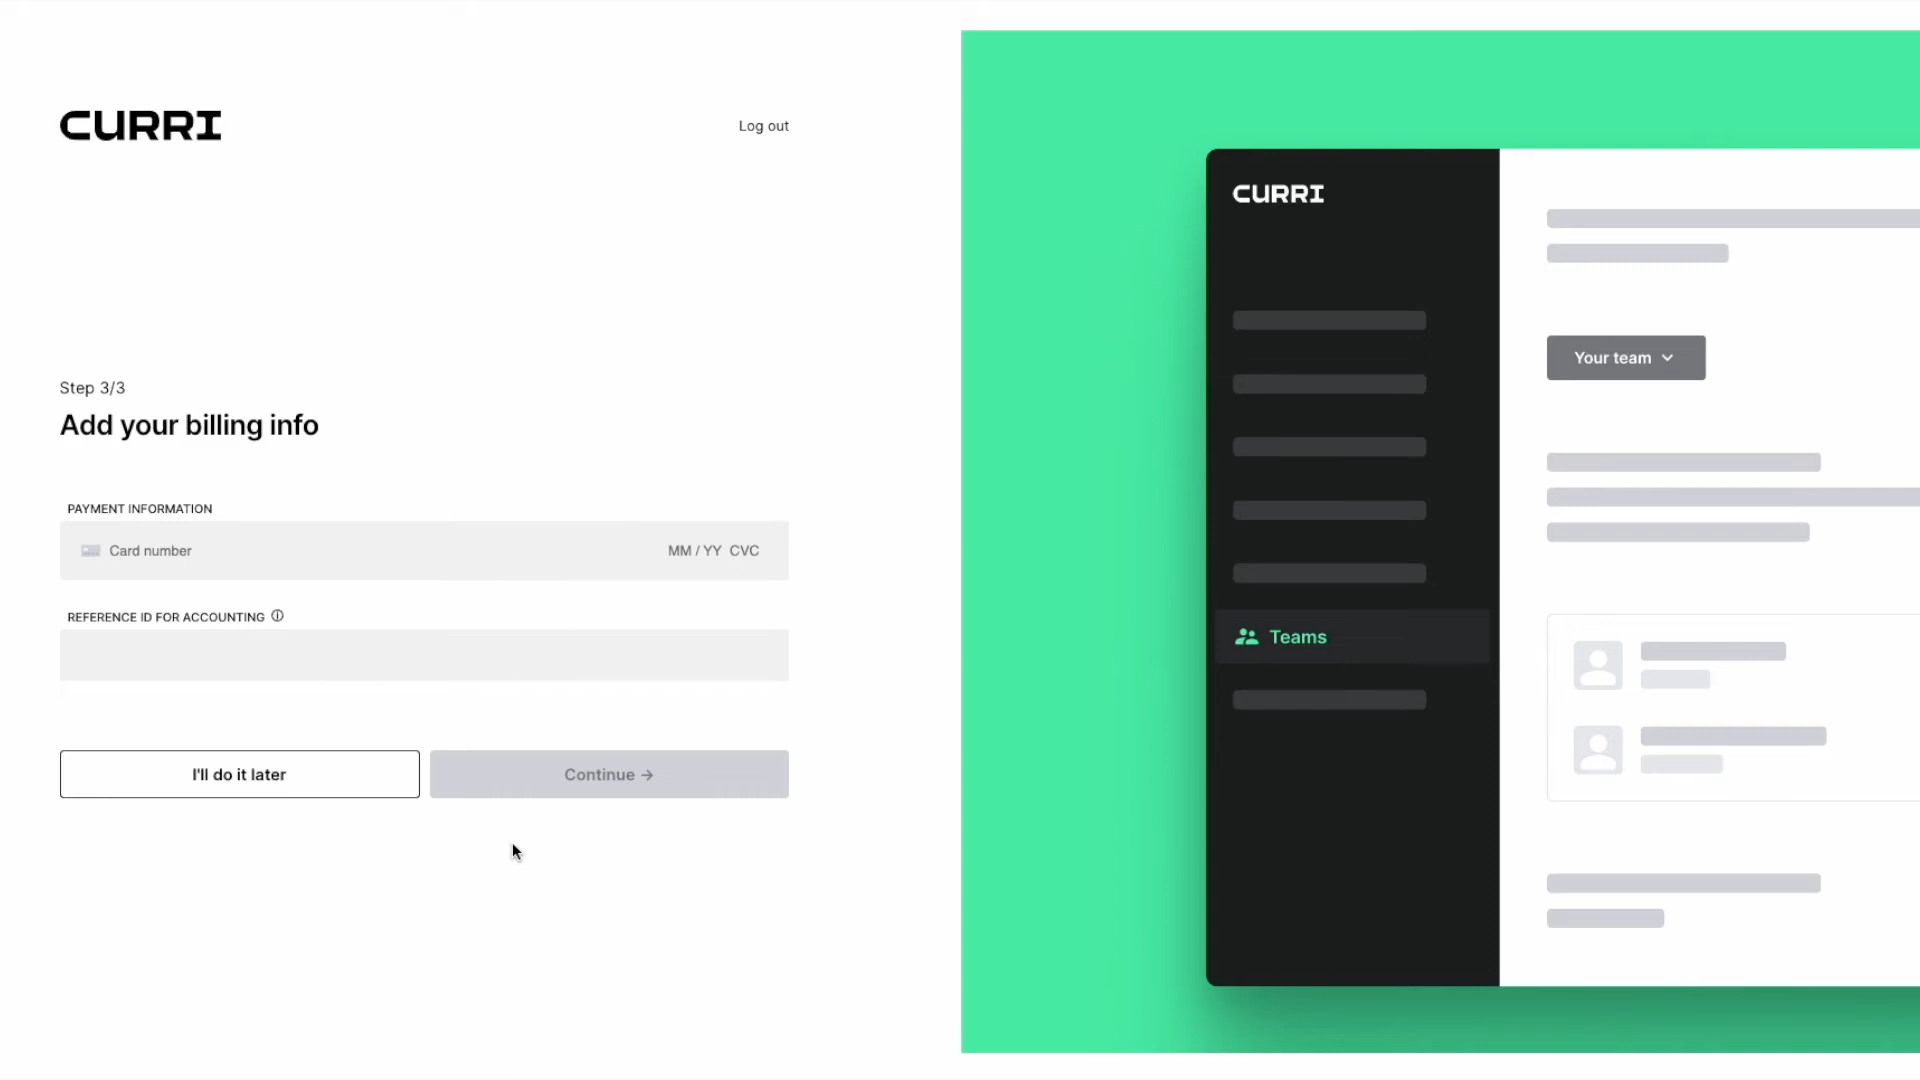 CURRI
Log out
Step 3/3
Add your billing info
PAYMENT INFORMATION
Card number MM / YY CVC
REFERENCE ID FOR ACCOUNTING
I'll do it later
Continue →
CURRI
Your team
Teams